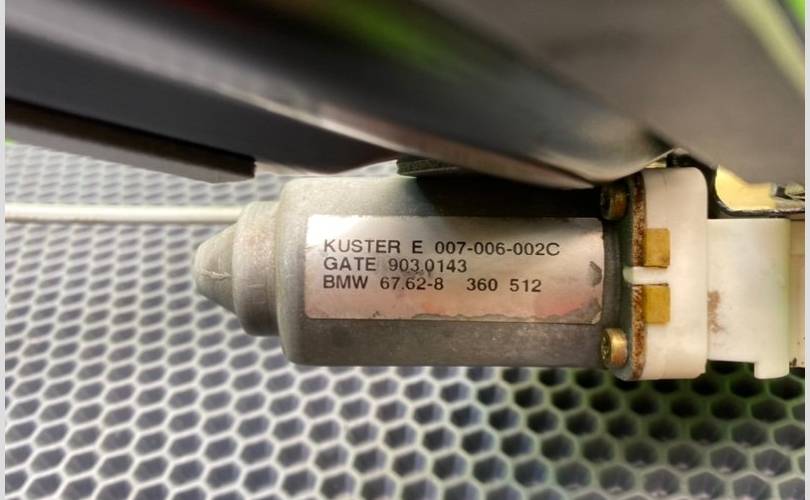 KUSTER E 007-006-002C
GATE 903.0143
BMW 67.62-8 360 512